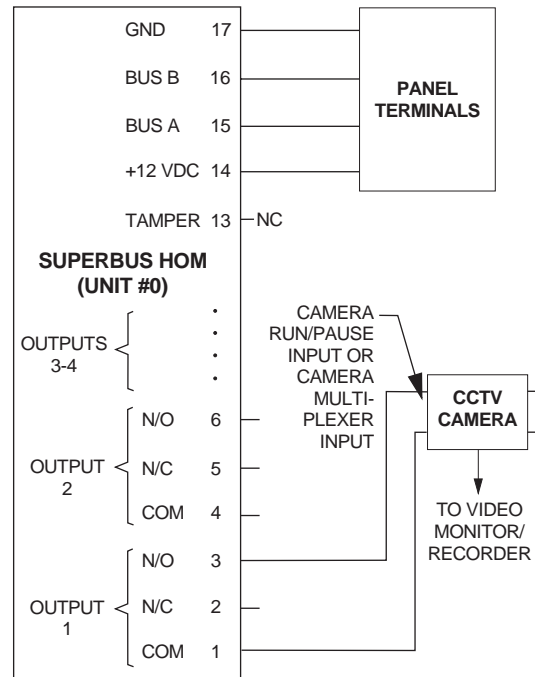 GND 17
BUS B 16
BUS A 15
+12 VDC 14
TAMPER 13 NC
PANEL
TERMINALS
SUPERBUS HOM
(UNIT #0)
OUTPUTS
3-4
CAMERA
RUN/PAUSE
INPUT OR
CAMERA
MULTI-
PLEXER
INPUT
CCTV
CAMERA
TO VIDEO
MONITOR/
RECORDER
OUTPUT
2
N/O 6
N/C 5
COM 4
OUTPUT
1
N/O 3
N/C 2
COM 1